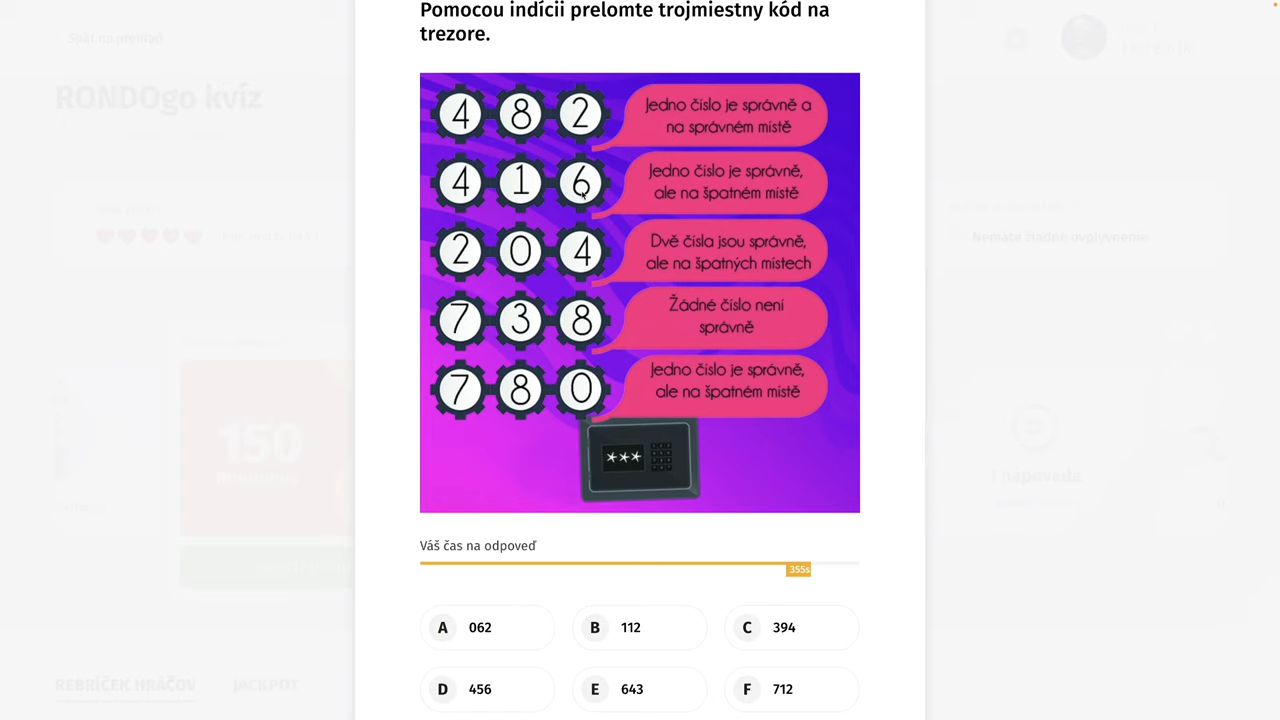 Pomocou indícii prelomte trojmiestny kód na
trezore.
Späť na prehľad
RONDOgo kvíz
4 8 2
Jedno číslo je správně a
na správném místě
4 1 6
Jedno číslo je správně,
ale na špatném místě
2 0 4
Dvě čísla jsou správně,
ale na špatných místech
Nemáte žiadne ovplyvnenie
7 3 8
Žádné číslo není
správně
7 8 0
Jedno číslo je správně,
ale na špatném místě
150
***
1 nápoveda
Váš čas na odpoveď
355s
A 062
B 112
C 394
D 456
E 643
F 712
REBRÍČEK HRÁČOV
JACKPOT